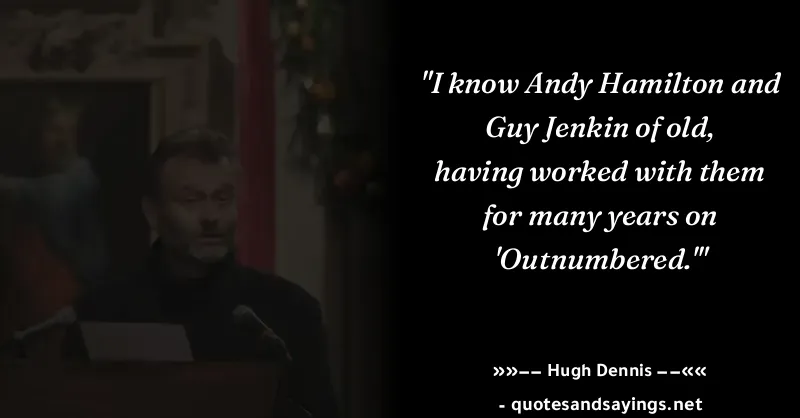 "I know Andy Hamilton and
Guy Jenkin of old,
having worked with them
for many years on
'Outnumbered.'"
»»−− Hugh Dennis −−««
- quotesandsayings.net